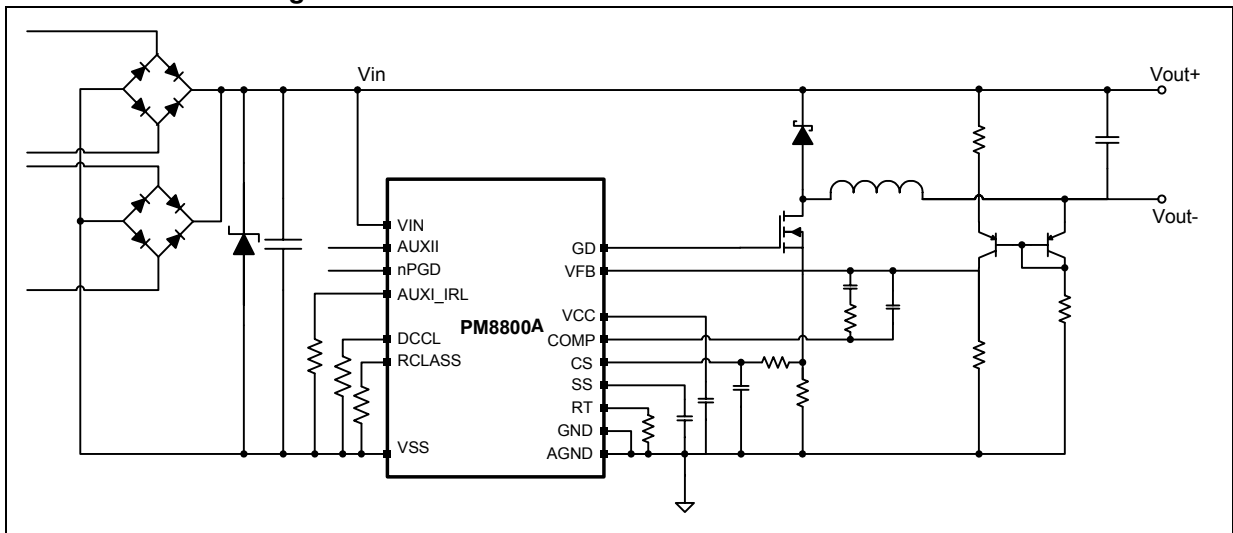 Vin
Vout+
Vout-
VIN
AUXII
nPGD
AUXI_IRL
DCCL
RCLASS
VSS
PM8800A
GD
VFB
VCC
COMP
CS
SS
RT
GND
AGND